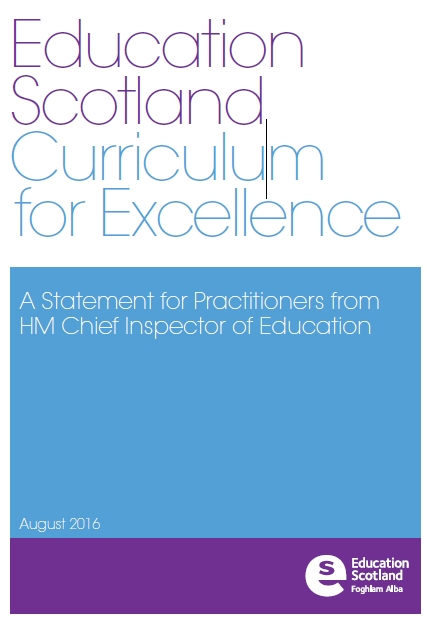 Education
Scotland
Curriculum
for Excellence
A Statement for Practitioners from
HM Chief Inspector of Education
August 2016
Education
Scotland
Foghlam Alba